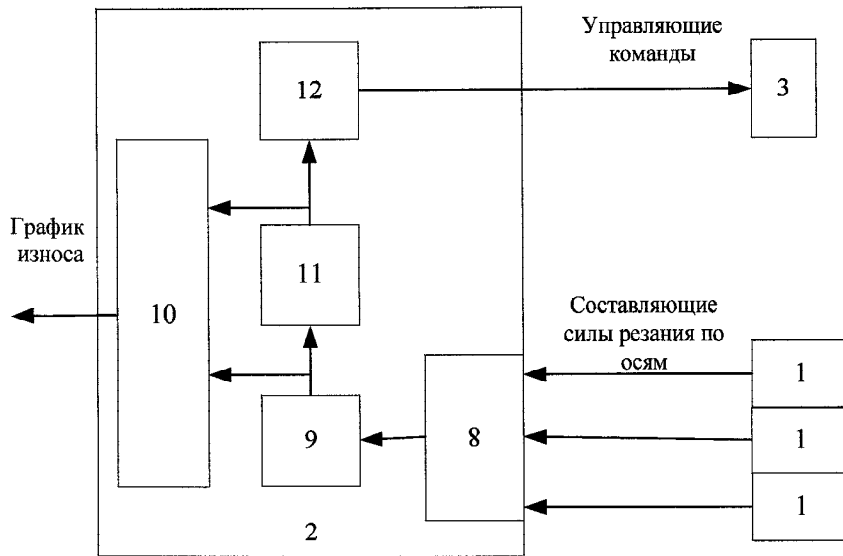 Управляющие
команды
12
3
График
износа
11
10
Составляющие
силы резания по
осям
1
9
8
1
1
2